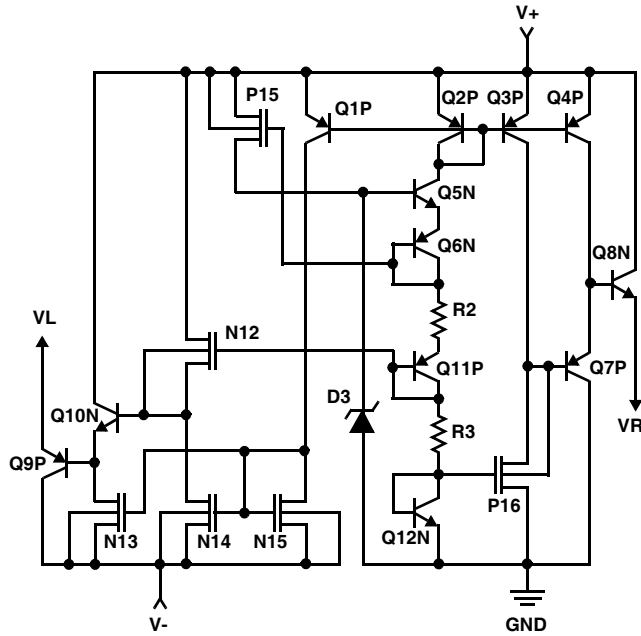 V+
P15
Q1P
Q2P
Q3P
Q4P
Q5N
Q6N
Q8N
VL
N12
R2
Q11P
Q7P
D3
Q10N
R3
VR
Q9P
P16
N13
N14
N15
Q12N
V-
GND